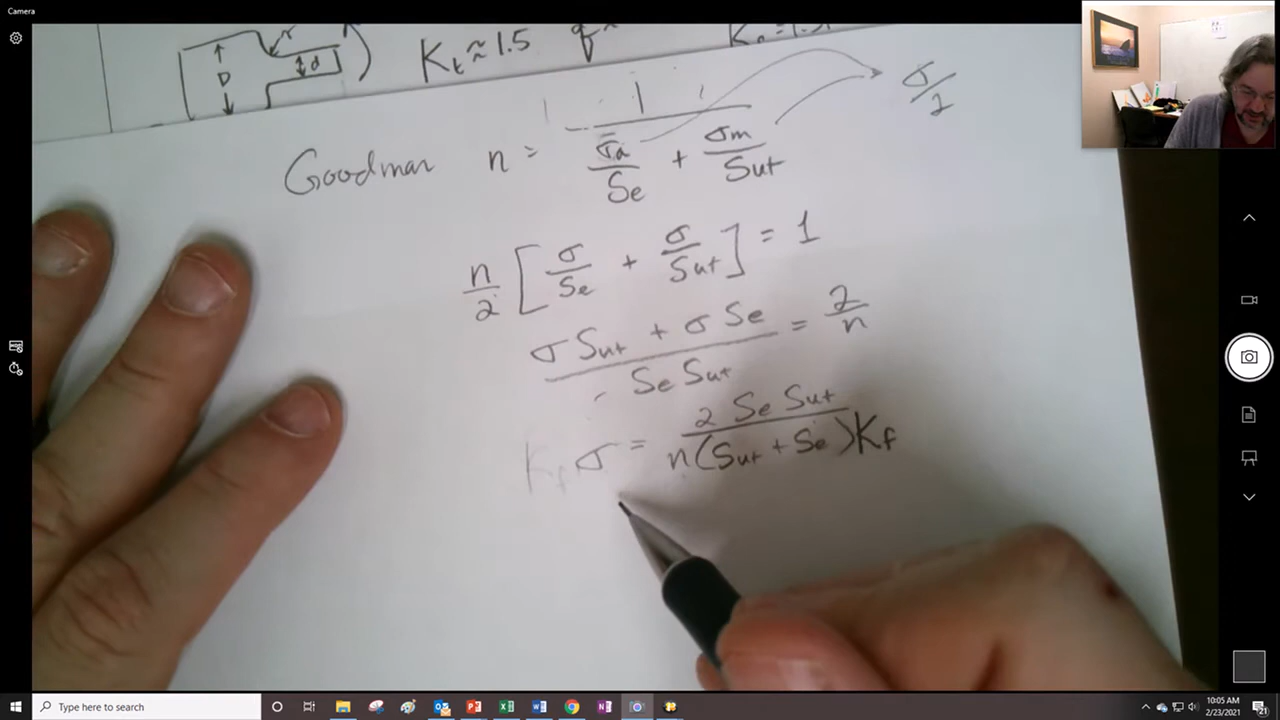 Camera
D r d Kt ≈ 1.5 q
Goodman n = 1 / (σa/Se + σm/Sut) σ/2
n/2 [σ/Se + σ/Sut] = 1
(σ Sut + σ Se) / (Se Sut) = 2/n
Kf σ = 2 Se Sut / (n(Sut + Se)Kf)
Type here to search
10:05 AM
2/23/2021
21